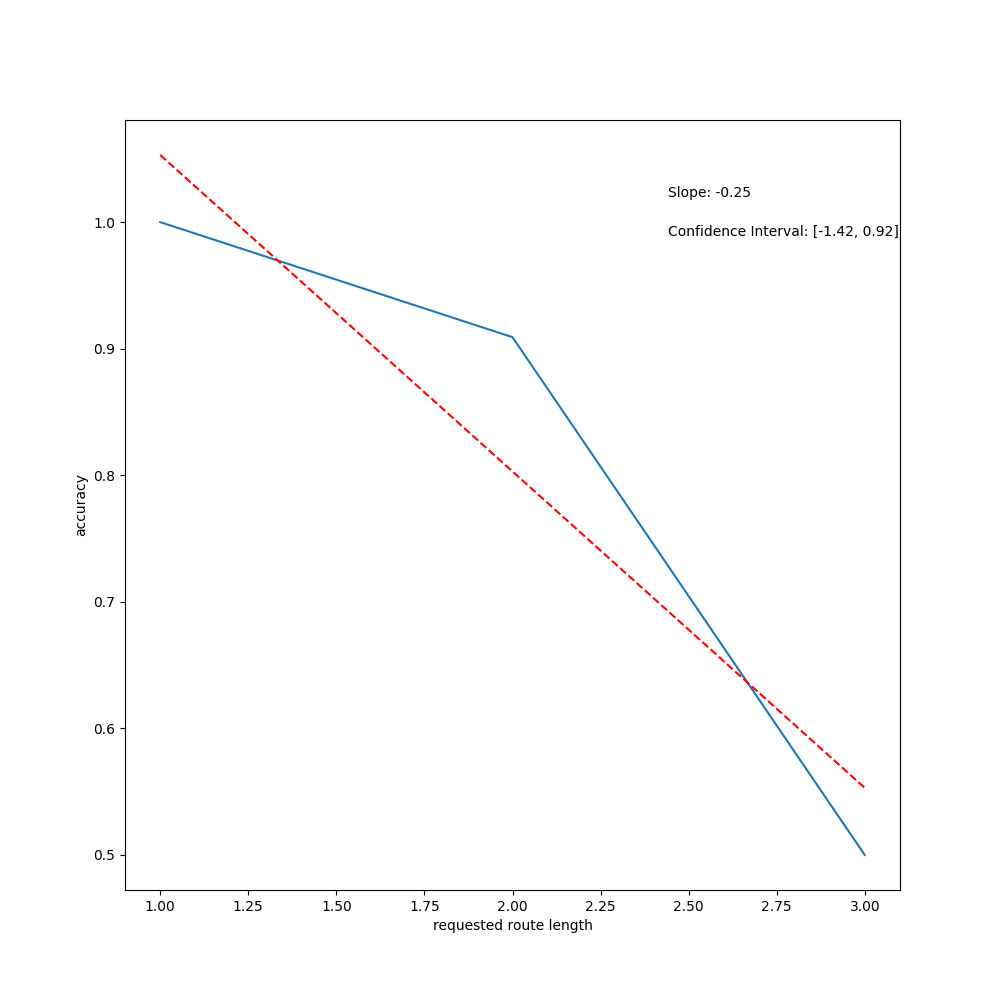 Slope: -0.25
Confidence Interval: [-1.42, 0.92]
1.0
0.9
0.8
0.7
0.6
0.5
accuracy
1.00 1.25 1.50 1.75 2.00 2.25 2.50 2.75 3.00
requested route length